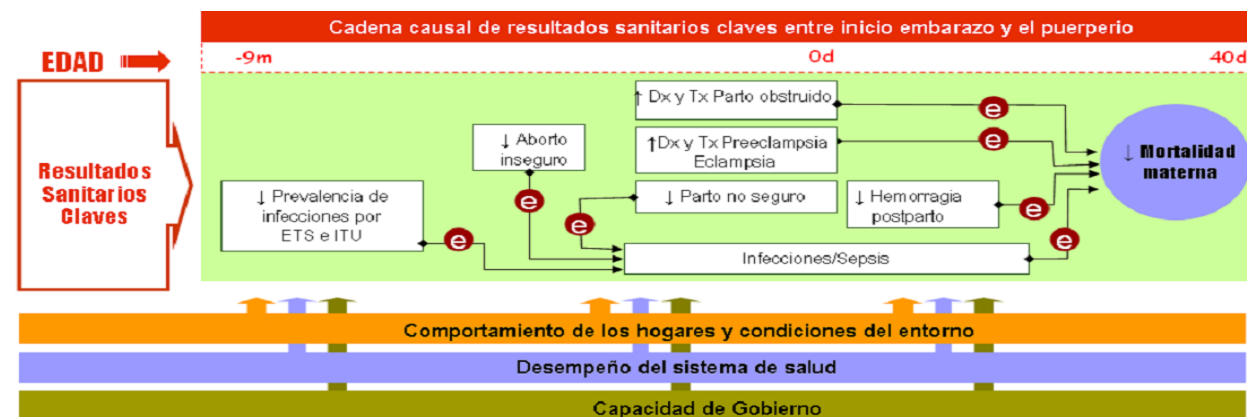 Cadena causal de resultados sanitarios claves entre inicio embarazo y el puerperio
EDAD
-9m
0d
40d
Resultados
Sanitarios
Claves
↑ Dx y Tx Parto obstruido
e
↓ Aborto
inseguro
↑Dx y Tx Preeclampsia
Eclampsia
e
↓ Mortalidad
materna
↓ Prevalencia de
infecciones por
ETS e ITU
e
e
e
↓ Parto no seguro
↓ Hemorragia
postparto
e
Infecciones/Sepsis
e
Comportamiento de los hogares y condiciones del entorno
Desempeño del sistema de salud
Capacidad de Gobierno